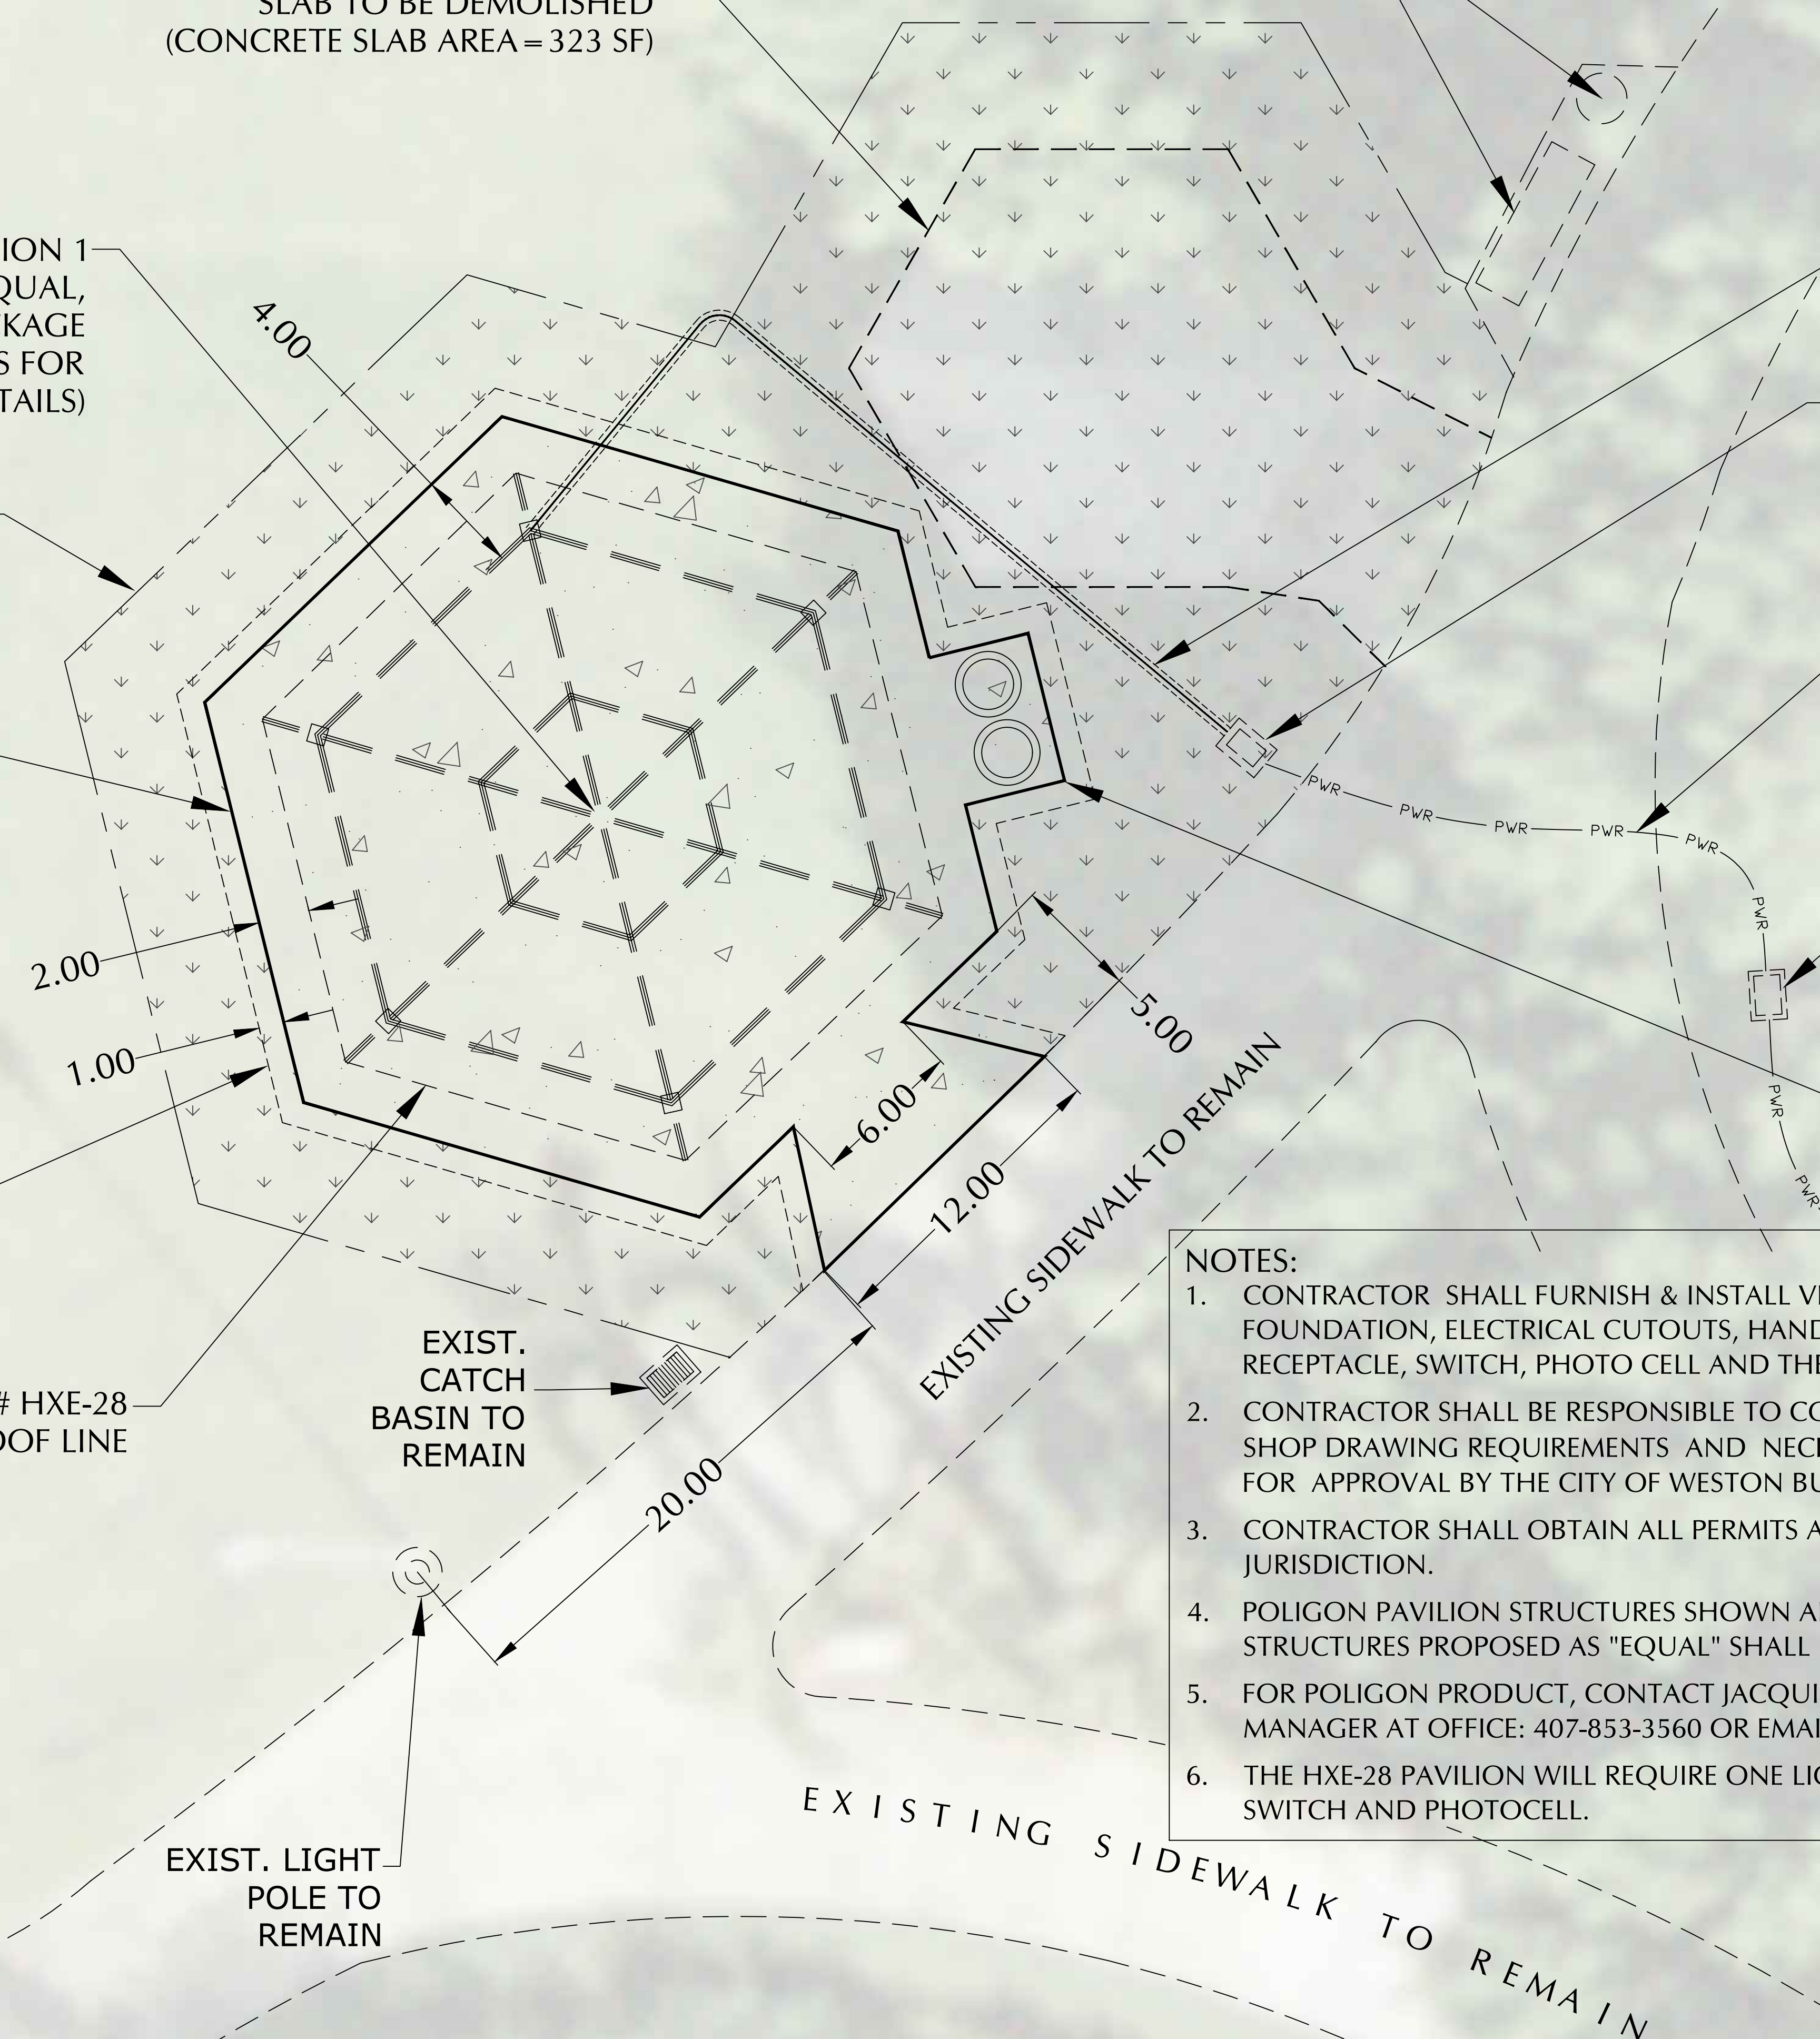 SLAB TO BE DEMOLISHED
(CONCRETE SLAB AREA=323 SF)
ION 1
QUAL,
KAGE
S FOR
TAILS)
4.00
2.00
1.00
5.00
6.00
12.00
20.00
PWR
PWR
PWR
PWR
PWR
PWR
PWR
PWR
EXISTING SIDEWALK TO REMAIN
# HXE-28
OOF LINE
EXIST.
CATCH
BASIN TO
REMAIN
EXIST. LIGHT
POLE TO
REMAIN
EXISTING SIDEWALK TO REMAIN
NOTES:
1. CONTRACTOR SHALL FURNISH & INSTALL
FOUNDATION, ELECTRICAL CUTOUTS,
RECEPTACLE, SWITCH, PHOTO CELL AND THE
2. CONTRACTOR SHALL BE RESPONSIBLE TO
SHOP DRAWING REQUIREMENTS AND
FOR APPROVAL BY THE CITY OF WESTON
3. CONTRACTOR SHALL OBTAIN ALL PERMITS
JURISDICTION.
4. POLIGON PAVILION STRUCTURES SHOWN
STRUCTURES PROPOSED AS "EQUAL" SHALL
5. FOR POLIGON PRODUCT, CONTACT JACQUI
MANAGER AT OFFICE: 407-853-3560 OR EMAI
6. THE HXE-28 PAVILION WILL REQUIRE ONE
SWITCH AND PHOTOCELL.